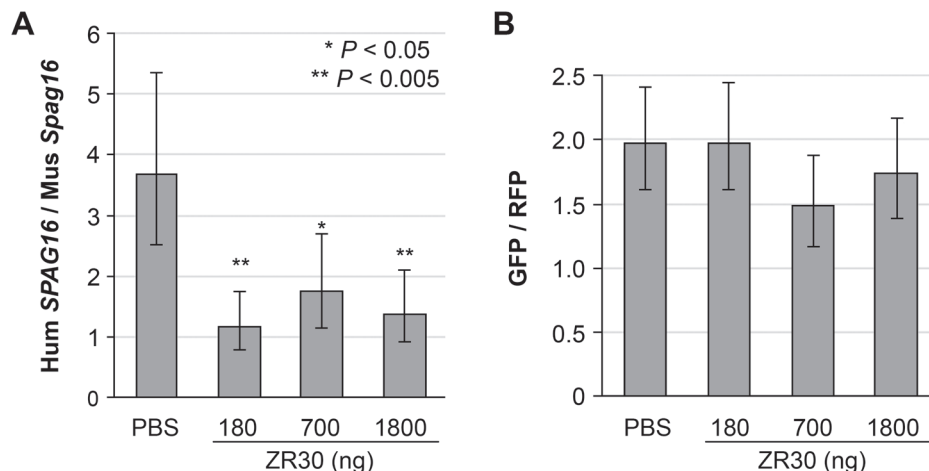 A
Hum SPAG16 / Mus Spag16
6
5
4
3
2
1
0
* P < 0.05
** P < 0.005
**
*
**
PBS 180 700 1800
ZR30 (ng)
B
GFP / RFP
2.5
2.0
1.5
1.0
0.5
0
PBS 180 700 1800
ZR30 (ng)